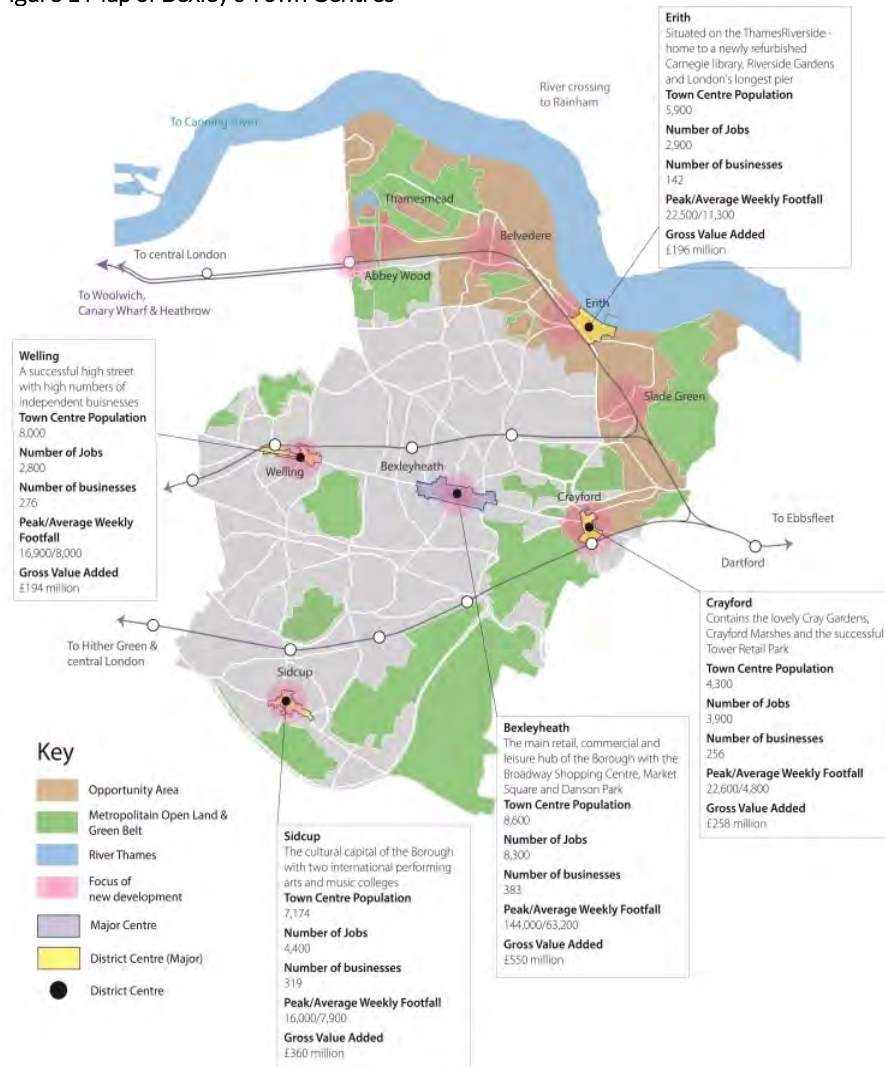 Erith
Situated on the ThamesRiverside -
home to a newly refurbished
Carnegie library, Riverside Gardens
and London's longest pier
Town Centre Population
5,900
Number of Jobs
2,900
Number of businesses
142
Peak/Average Weekly Footfall
22,500/11,300
Gross Value Added
£196 million
River crossing
to Rainham
To Canning
Thamesmead
Belvedere
To central London
Abbey Wood
To Woolwich,
Canary Wharf & Heathrow
Erith
Slade Green
Welling
A successful high street
with high numbers of
independent buisnesses
Town Centre Population
8,000
Number of Jobs
2,800
Number of businesses
276
Peak/Average Weekly
Footfall
16,900/8,000
Gross Value Added
£194 million
Welling
Bexleyheath
Crayford
To Ebbsfleet
Dartford
To Hither Green &
central London
Sidcup
Crayford
Contains the lovely Cray Gardens,
Crayford Marshes and the successful
Tower Retail Park
Town Centre Population
4,300
Number of Jobs
3,900
Number of businesses
256
Peak/Average Weekly Footfall
22,600/4,800
Gross Value Added
£258 million
Bexleyheath
The main retail, commercial and
leisure hub of the Borough with the
Broadway Shopping Centre, Market
Square and Danson Park
Town Centre Population
8,600
Number of Jobs
8,300
Number of businesses
383
Peak/Average Weekly Footfall
144,000/63,200
Gross Value Added
£550 million
Sidcup
The cultural capital of the Borough
with two international performing
arts and music colleges
Town Centre Population
7,174
Number of Jobs
4,400
Number of businesses
319
Peak/Average Weekly Footfall
16,000/7,900
Gross Value Added
£360 million
Key
Opportunity Area
Metropolitain Open Land &
Green Belt
River Thames
Focus of
new development
Major Centre
District Centre (Major)
District Centre